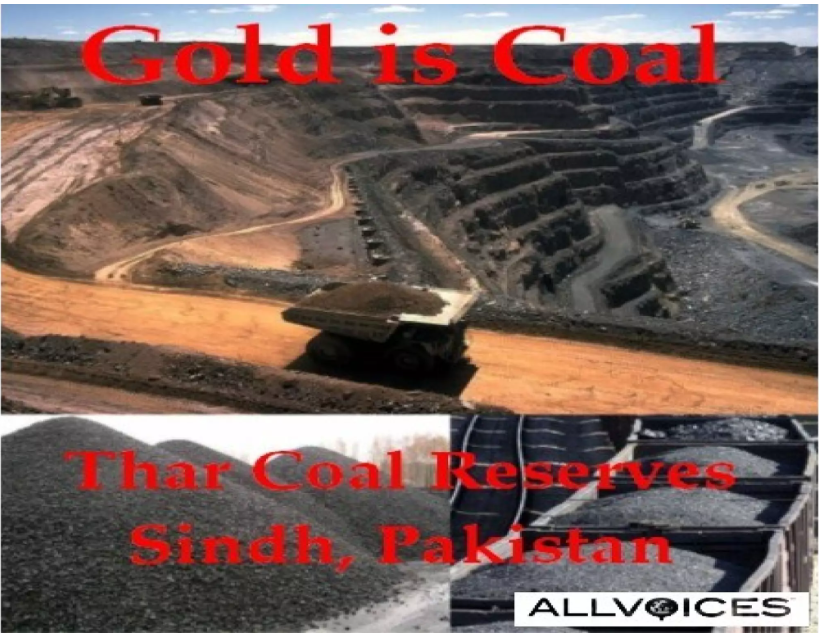 Gold is Coal
Thar Coal Reserves
Sindh, Pakistan
ALLVOICES